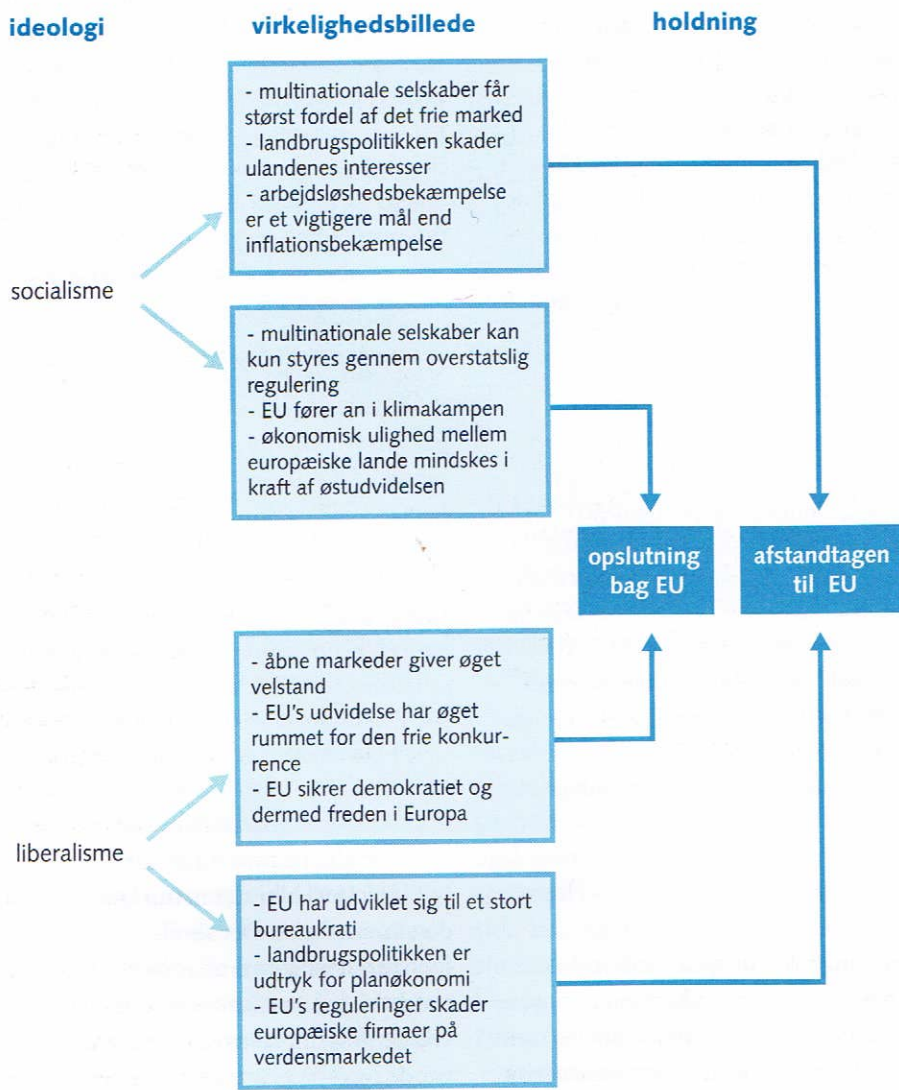 ideologi virkelighedsbillede holdning
- multinationale selskaber får
størst fordel af det frie marked
- landbrugspolitikken skader
ulandenes interesser
- arbejdsløshedsbekæmpelse
er et vigtigere mål end
inflationsbekæmpelse
socialisme
- multinationale selskaber kan
kun styres gennem overstatslig
regulering
- EU fører an i klimakampen
- økonomisk ulighed mellem
europæiske lande mindskes i
kraft af østudvidelsen
opslutning
bag EU
afstandtagen
til EU
- åbne markeder giver øget
velstand
- EU's udvidelse har øget
rummet for den frie konkur-
rence
- EU sikrer demokratiet og
dermed freden i Europa
liberalisme
- EU har udviklet sig til et stort
bureaukrati
- landbrugspolitikken er
udtryk for planøkonomi
- EU's reguleringer skader
europæiske firmaer på
verdensmarkedet